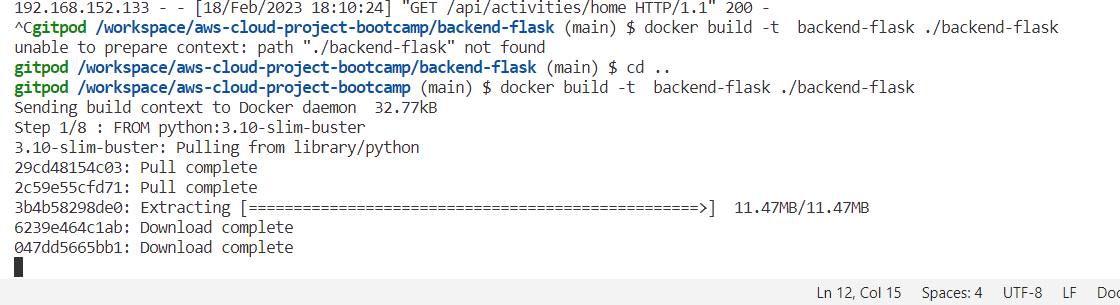 192.168.152.133 - - [18/Feb/2023 18:10:24] "GET /api/activities/home HTTP/1.1" 200 -
^Cgitpod /workspace/aws-cloud-project-bootcamp/backend-flask (main) $ docker build -t  backend-flask ./backend-flask
unable to prepare context: path "./backend-flask" not found
gitpod /workspace/aws-cloud-project-bootcamp/backend-flask (main) $ cd ..
gitpod /workspace/aws-cloud-project-bootcamp (main) $ docker build -t  backend-flask ./backend-flask
Sending build context to Docker daemon  32.77kB
Step 1/8 : FROM python:3.10-slim-buster
3.10-slim-buster: Pulling from library/python
29cd48154c03: Pull complete
2c59e55cfd71: Pull complete
3b4b58298de0: Extracting [==================================================>]  11.47MB/11.47MB
6239e464c1ab: Download complete
047dd5665bb1: Download complete
Ln 12, Col 15 Spaces: 4 UTF-8 LF Doc